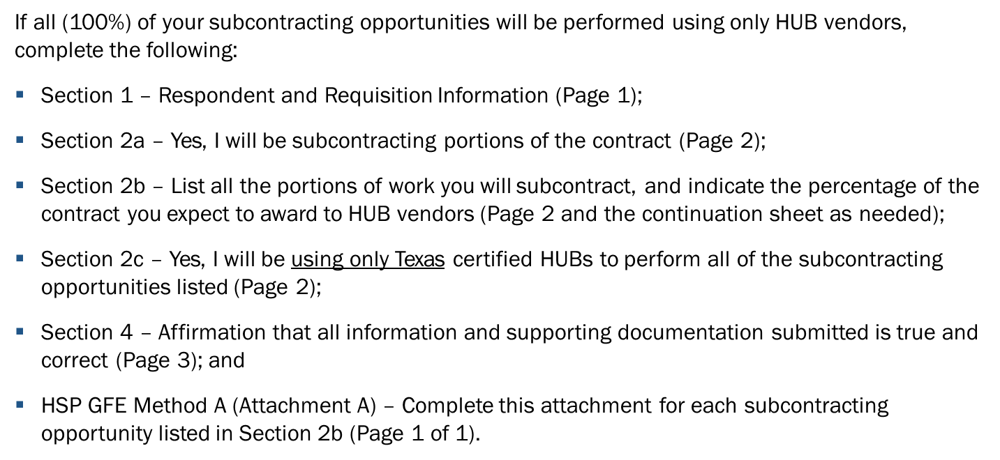 If all (100%) of your subcontracting opportunities will be performed using only HUB vendors,
complete the following:
▪ Section 1 – Respondent and Requisition Information (Page 1);
▪ Section 2a – Yes, I will be subcontracting portions of the contract (Page 2);
▪ Section 2b – List all the portions of work you will subcontract, and indicate the percentage of the
contract you expect to award to HUB vendors (Page 2 and the continuation sheet as needed);
▪ Section 2c – Yes, I will be using only Texas certified HUBs to perform all of the subcontracting
opportunities listed (Page 2);
▪ Section 4 – Affirmation that all information and supporting documentation submitted is true and
correct (Page 3); and
▪ HSP GFE Method A (Attachment A) – Complete this attachment for each subcontracting
opportunity listed in Section 2b (Page 1 of 1).